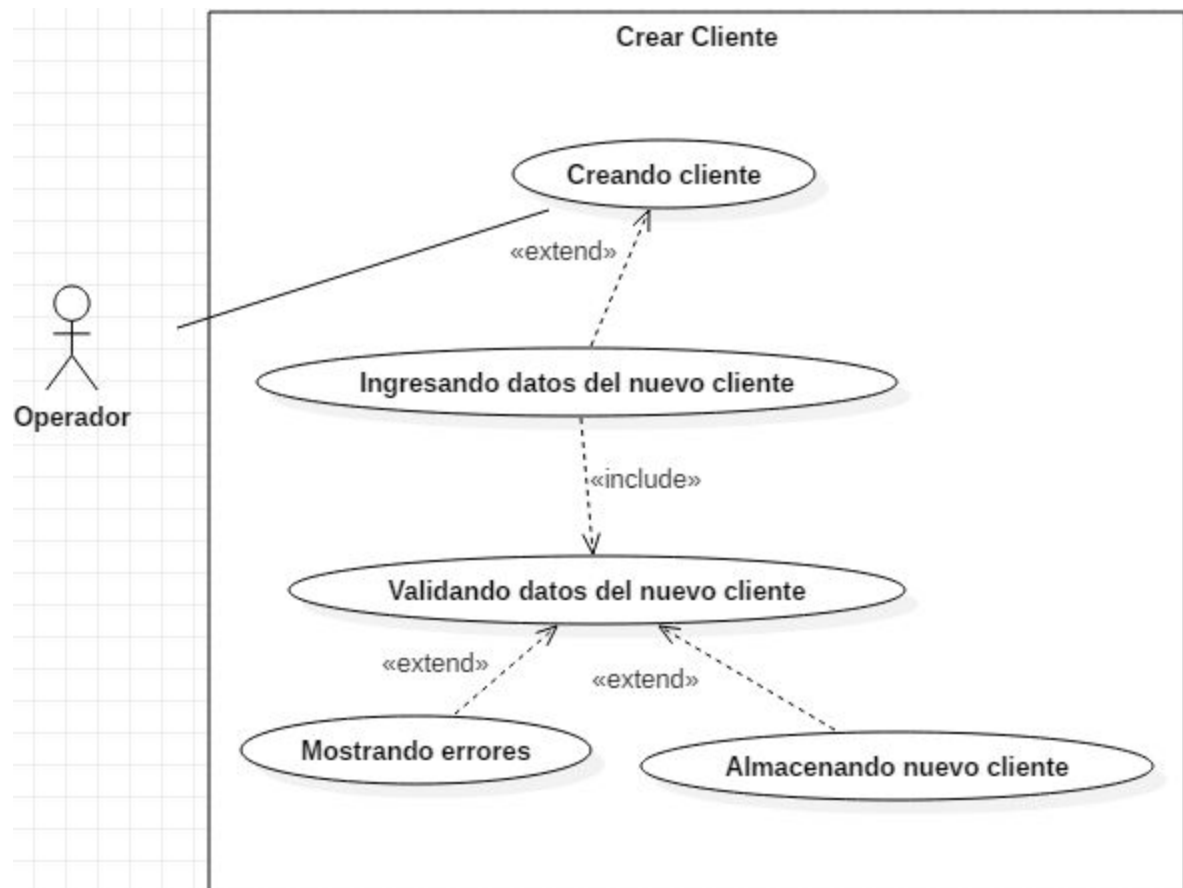 Crear Cliente
Creando cliente
«extend»
Ingresando datos del nuevo cliente
Operador
«include»
Validando datos del nuevo cliente
«extend»
«extend»
Mostrando errores
Almacenando nuevo cliente